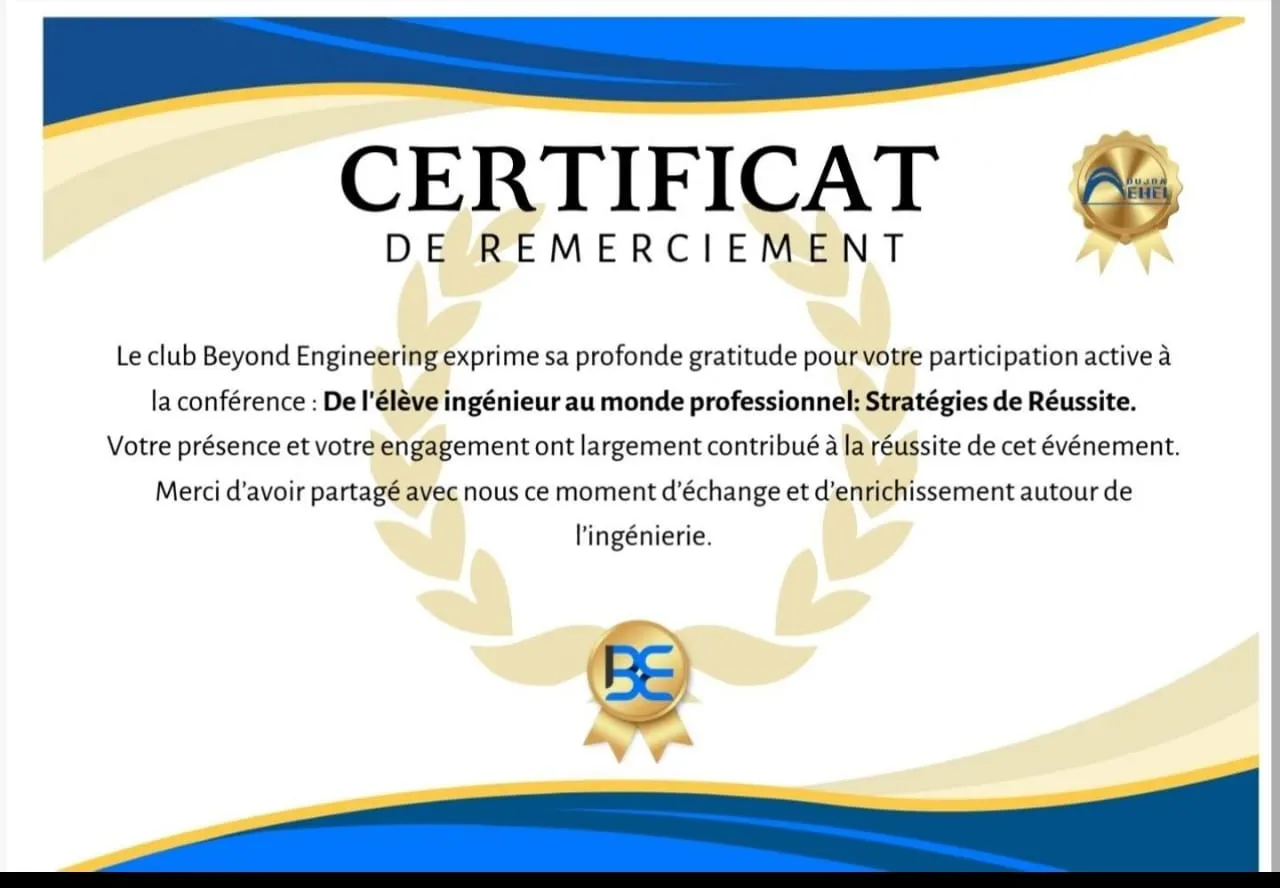 CERTIFICAT
DE REMERCIEMENT
Le club Beyond Engineering exprime sa profonde gratitude pour votre participation active à
la conférence : De l'élève ingénieur au monde professionnel: Stratégies de Réussite.
Votre présence et votre engagement ont largement contribué à la réussite de cet événement.
Merci d’avoir partagé avec nous ce moment d’échange et d’enrichissement autour de
l’ingénierie.
BE